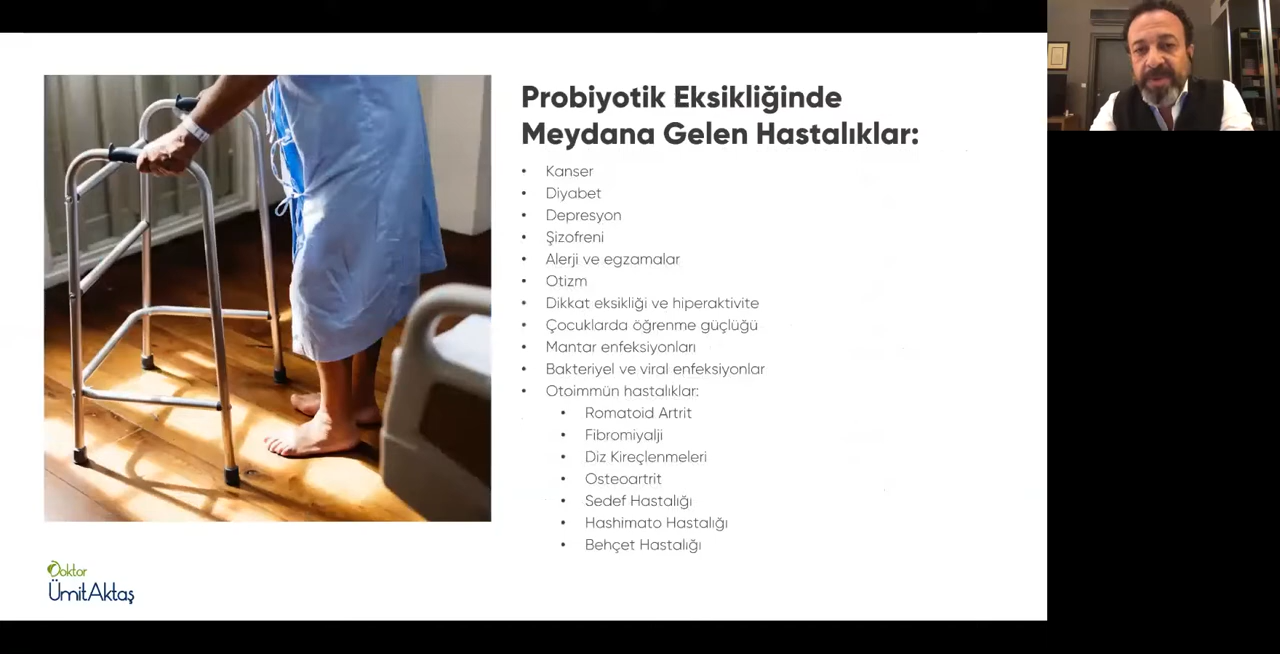 Probiyotik Eksikliğinde
Meydana Gelen Hastalıklar:
• Kanser
• Diyabet
• Depresyon
• Şizofreni
• Alerji ve egzamalar
• Otizm
• Dikkat eksikliği ve hiperaktivite
• Çocuklarda öğrenme güçlüğü
• Mantar enfeksiyonları
• Bakteriyel ve viral enfeksiyonlar
• Otoimmün hastalıklar:
• Romatoid Artrit
• Fibromiyalji
• Diz Kireçlenmeleri
• Osteoartrit
• Sedef Hastalığı
• Hashimato Hastalığı
• Behçet Hastalığı
Doktor
ÜmitAktaş